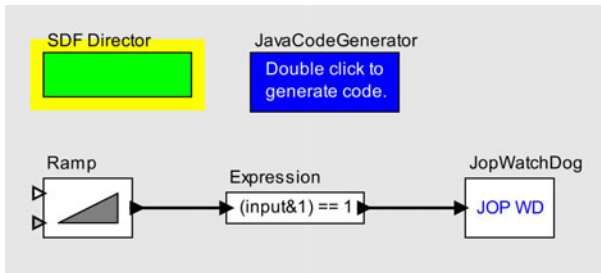 SDF Director
JavaCodeGenerator
Double click to
generate code.
Ramp
Expression
JopWatchDog
(input&1) == 1
JOP WD